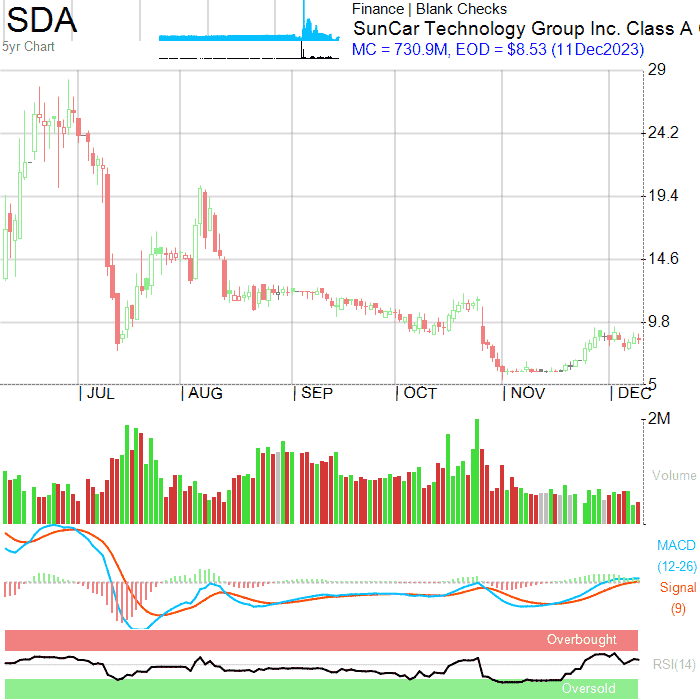 SDA
5yr Chart
Finance | Blank Checks
SunCar Technology Group Inc. Class A
MC = 730.9M, EOD = $8.53 (11Dec2023)
29
24.2
19.4
14.6
9.8
5
| JUL | AUG | SEP | OCT | NOV | DEC
2M
Volume
MACD
(12-26)
Signal
(9)
Overbought
RSI(14)
Oversold